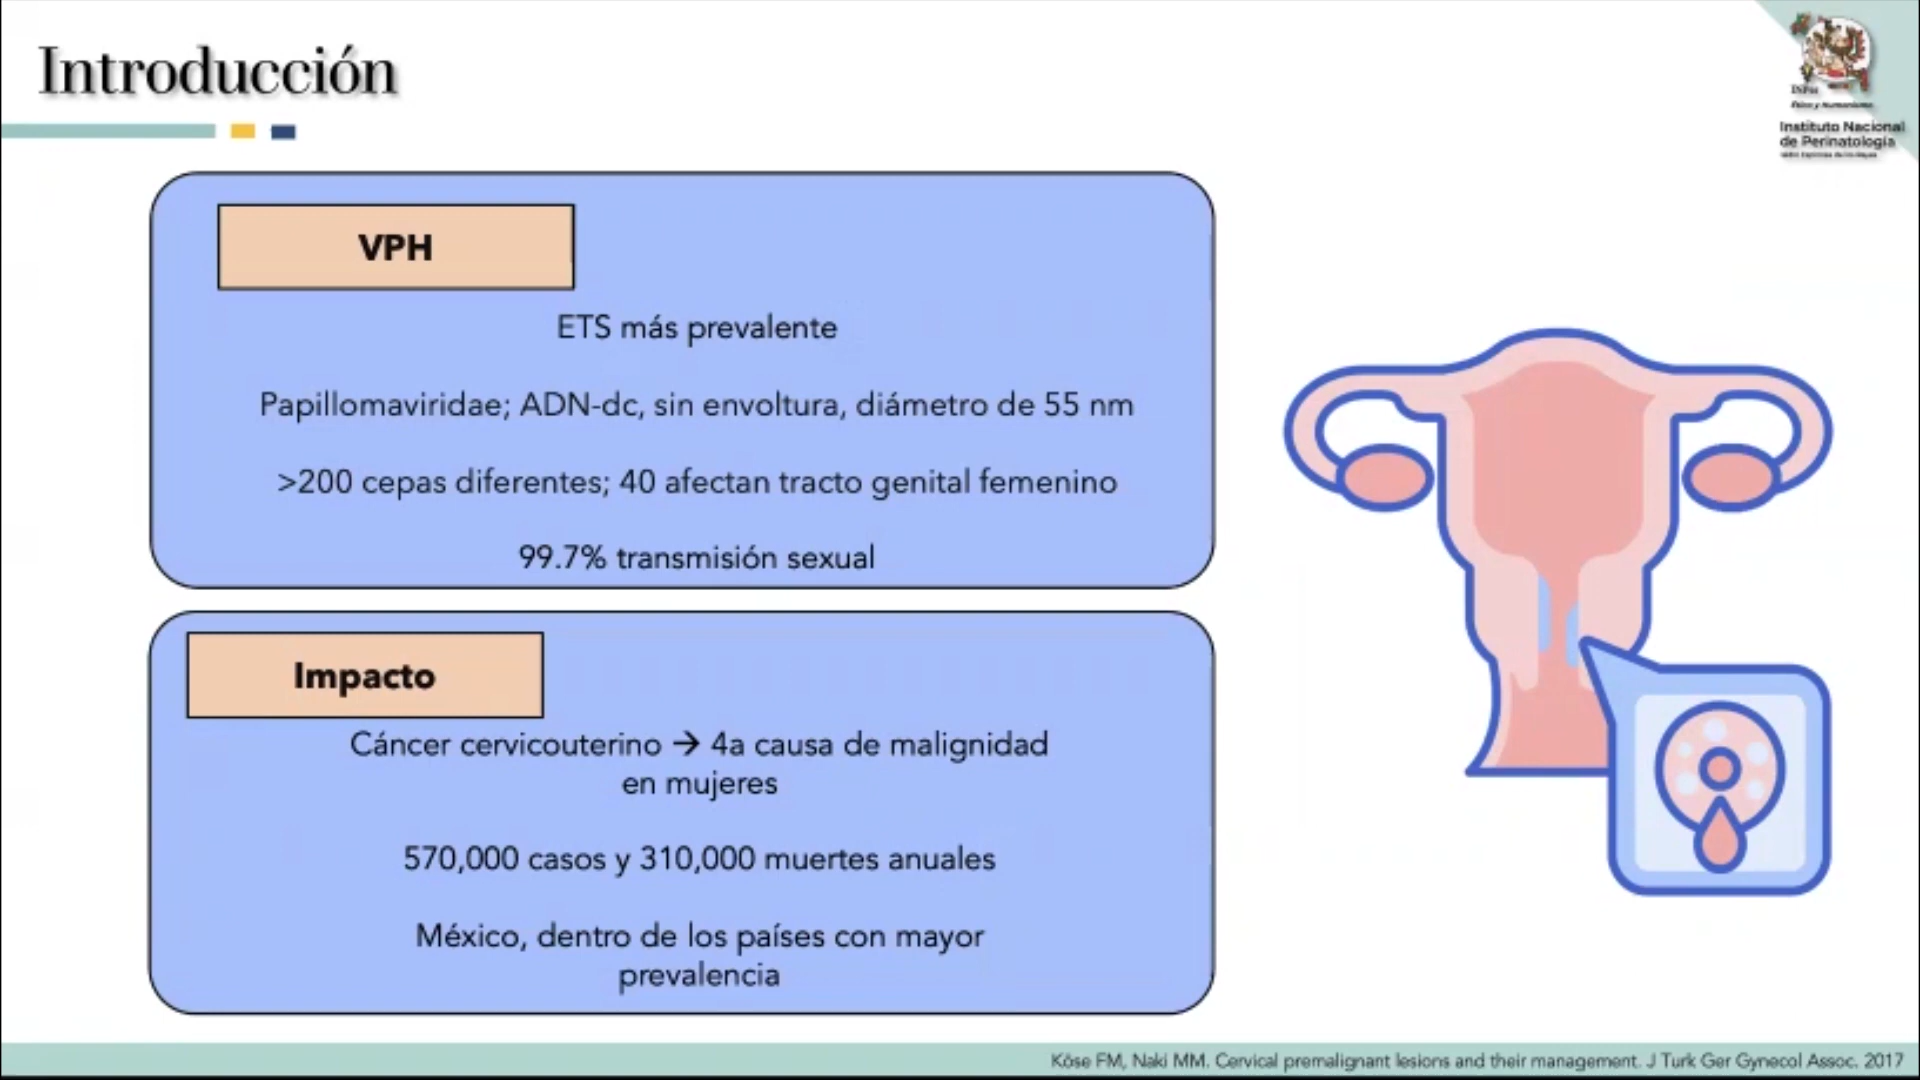 Introducción
INPer
Ética y Humanismo
Instituto Nacional
de Perinatología
VPH
ETS más prevalente
Papillomaviridae; ADN-dc, sin envoltura, diámetro de 55 nm
>200 cepas diferentes; 40 afectan tracto genital femenino
99.7% transmisión sexual
Impacto
Cáncer cervicouterino → 4a causa de malignidad
en mujeres
570,000 casos y 310,000 muertes anuales
México, dentro de los países con mayor
prevalencia
Köse FM, Naki MM. Cervical premalignant lesions and their management. J Turk Ger Gynecol Assoc. 2017